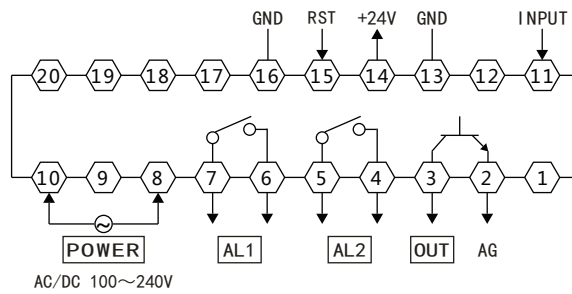 GND RST +24V GND INPUT
20 19 18 17 16 15 14 13 12 11
10 9 8 7 6 5 4 3 2 1
POWER AL1 AL2 OUT AG
AC/DC 100～240V